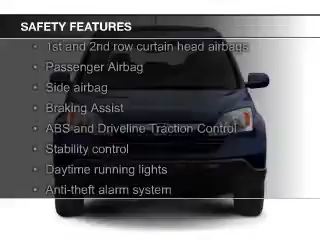 SAFETY FEATURES
• 1st and 2nd row curtain head airbags
• Passenger Airbag
• Side airbag
• Braking Assist
• ABS and Driveline Traction Control
• Stability control
• Daytime running lights
• Anti-theft alarm system